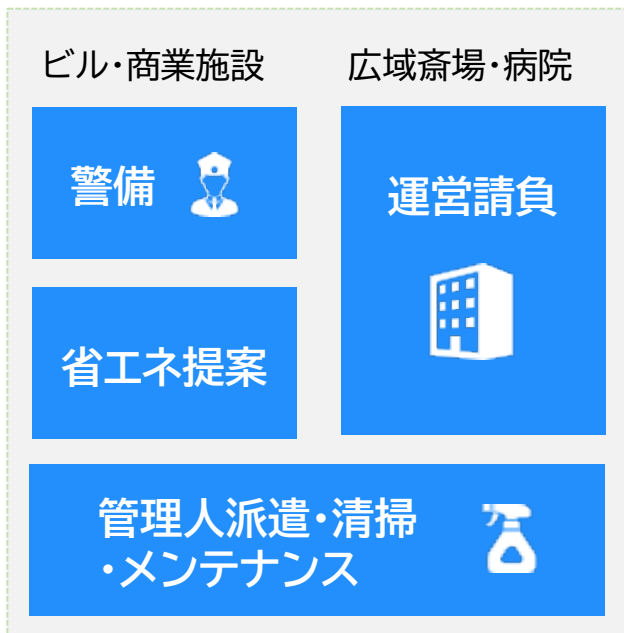 ビル・商業施設
広域斎場・病院
警備
運営請負
省エネ提案
管理人派遣・清掃
・メンテナンス